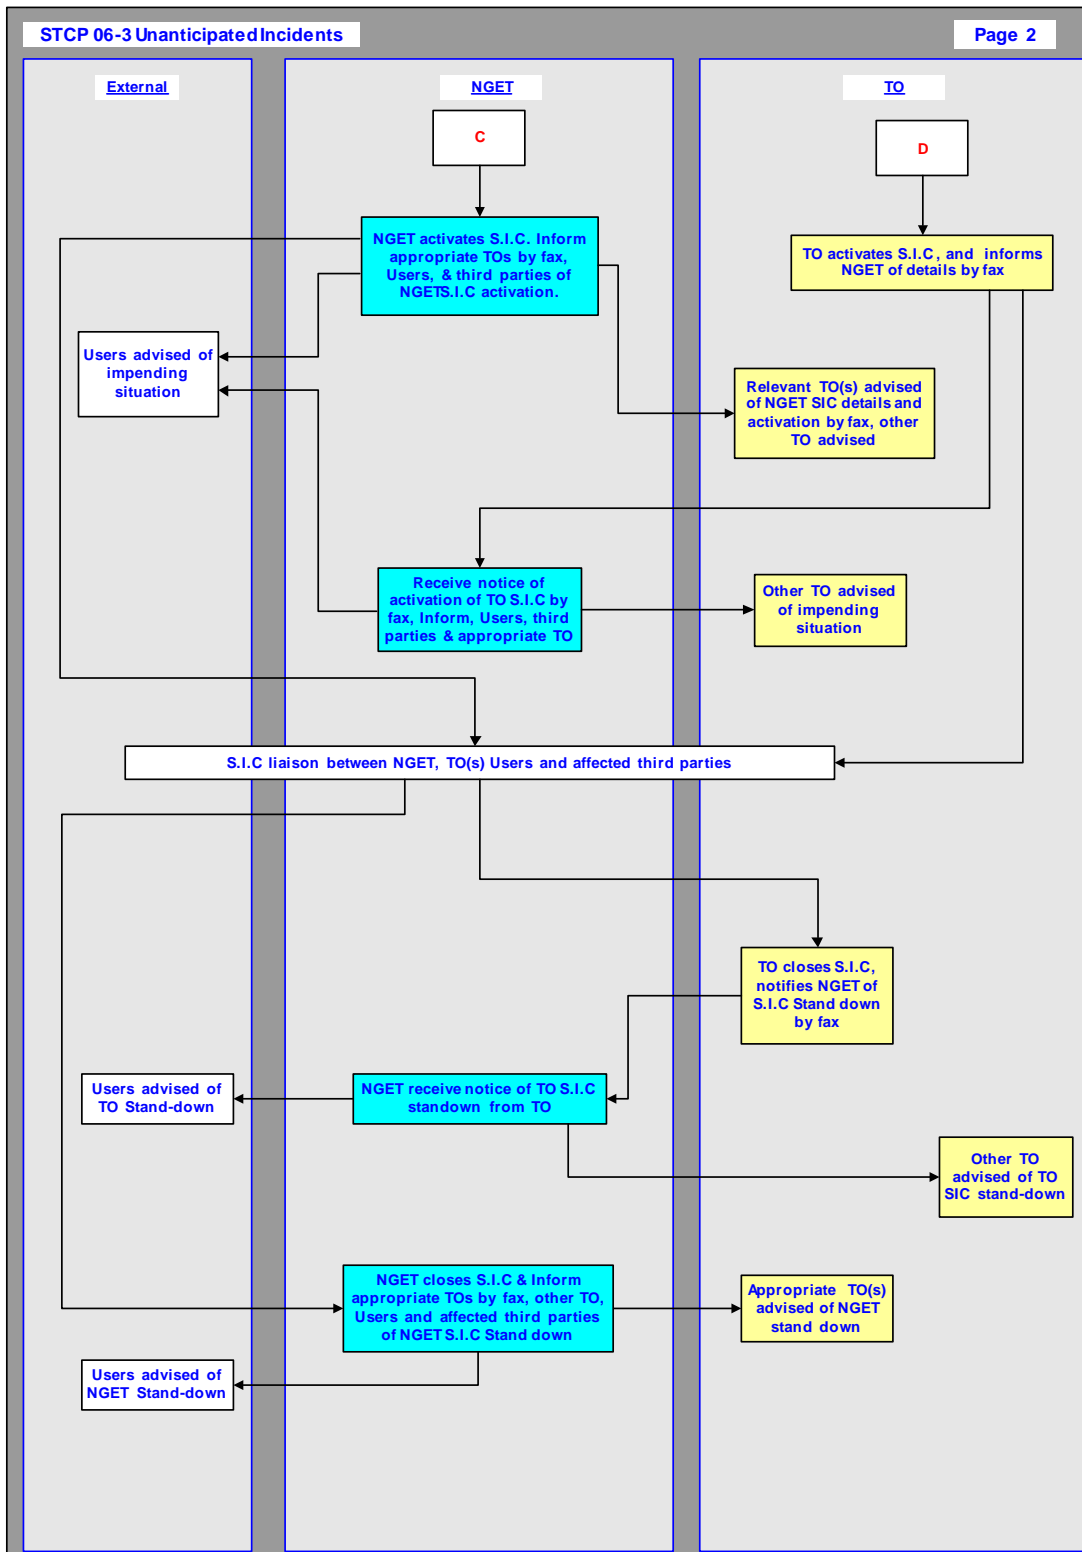 STCP 06-3 Unanticipated Incidents
Page 2
External
NGET
TO
C
D
NGET activates S.I.C. Inform
appropriate TOs by fax,
Users, & third parties of
NGETS.I.C activation.
TO activates S.I.C, and informs
NGET of details by fax
Users advised of
impending
situation
Relevant TO(s) advised
of NGET SIC details and
activation by fax, other
TO advised
Receive notice of
activation of TO S.I.C by
fax, Inform, Users, third
parties & appropriate TO
Other TO advised
of impending
situation
S.I.C liaison between NGET, TO(s) Users and affected third parties
TO closes S.I.C,
notifies NGET of
S.I.C Stand down
by fax
Users advised of
TO Stand-down
NGET receive notice of TO S.I.C
standown from TO
Other TO
advised of TO
SIC stand-down
NGET closes S.I.C & Inform
appropriate TOs by fax, other TO,
Users and affected third parties
of NGET S.I.C Stand down
Appropriate TO(s)
advised of NGET
stand down
Users advised of
NGET Stand-down